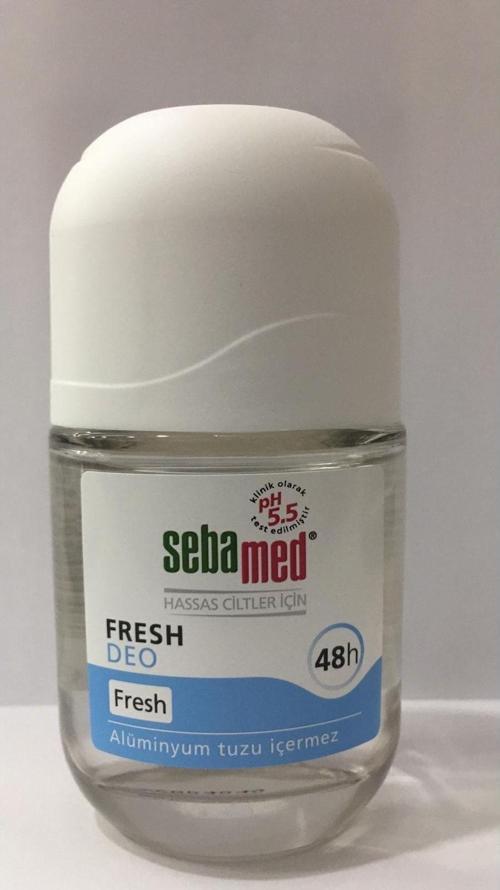 klinik olarak
pH
5.5
test edilmiştir
sebamed®
HASSAS CİLTLER İÇİN
FRESH
DEO
48h
Fresh
Alüminyum tuzu içermez